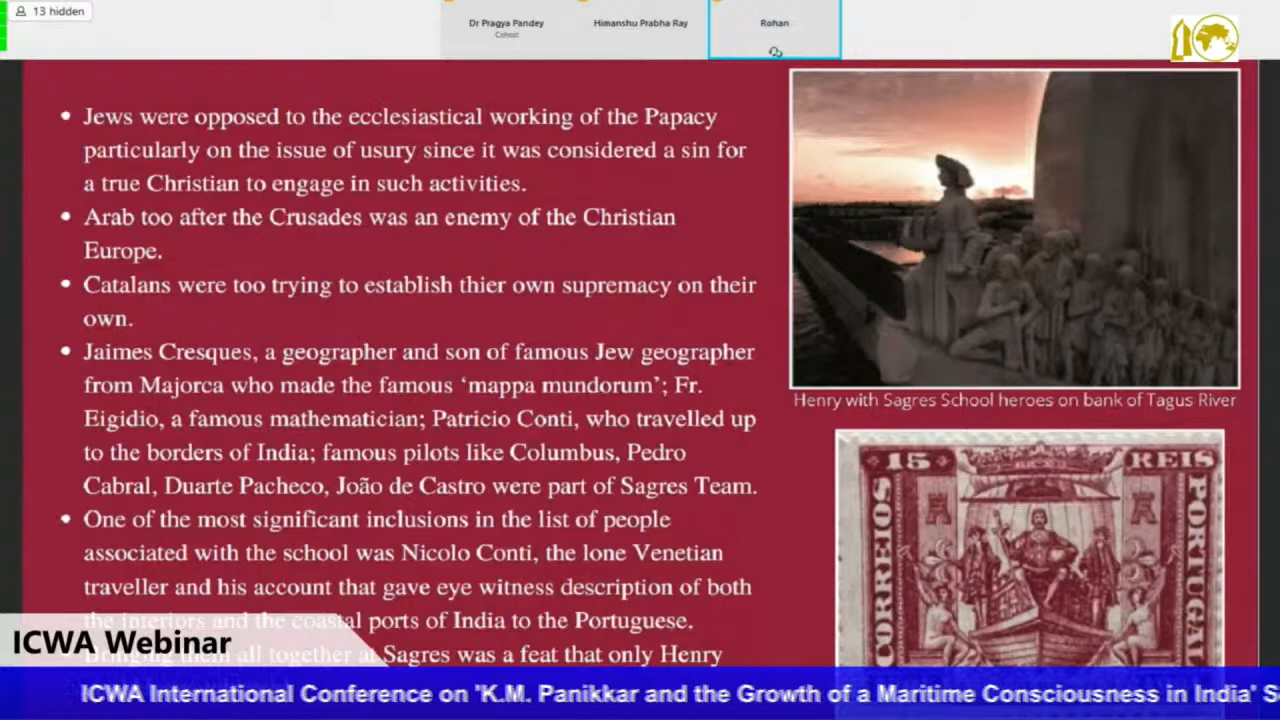 13 hidden
Dr Pragya Pandey
Cohost
Himanshu Prabha Ray
Rohan
• Jews were opposed to the ecclesiastical working of the Papacy
particularly on the issue of usury since it was considered a sin for
a true Christian to engage in such activities.
• Arab too after the Crusades was an enemy of the Christian
Europe.
• Catalans were too trying to establish thier own supremacy on their
own.
• Jaimes Cresques, a geographer and son of famous Jew geographer
from Majorca who made the famous ‘mappa mundorum’; Fr.
Eigidio, a famous mathematician; Patricio Conti, who travelled up
to the borders of India; famous pilots like Columbus, Pedro
Cabral, Duarte Pacheco, João de Castro were part of Sagres Team.
• One of the most significant inclusions in the list of people
associated with the school was Nicolo Conti, the lone Venetian
traveller and his account that gave eye witness description of both
the interiors and the coastal ports of India to the Portuguese.
Bringing them all together at Sagres was a feat that only Henry
Henry with Sagres School heroes on bank of Tagus River
15 REIS
CORREIOS
PORTUGAL
ICWA Webinar
ICWA International Conference on 'K.M. Panikkar and the Growth of a Maritime Consciousness in India' S